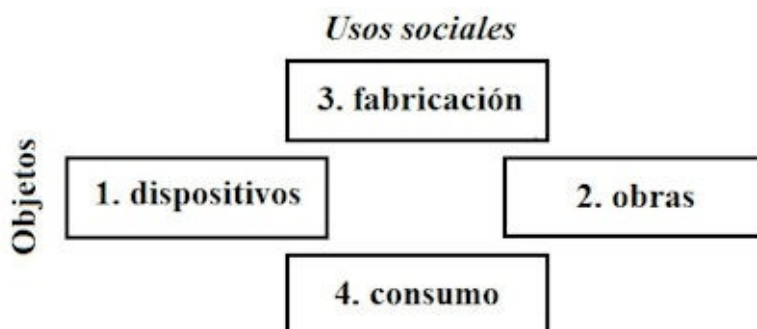 Usos sociales
3. fabricación
Objetos
1. dispositivos
2. obras
4. consumo